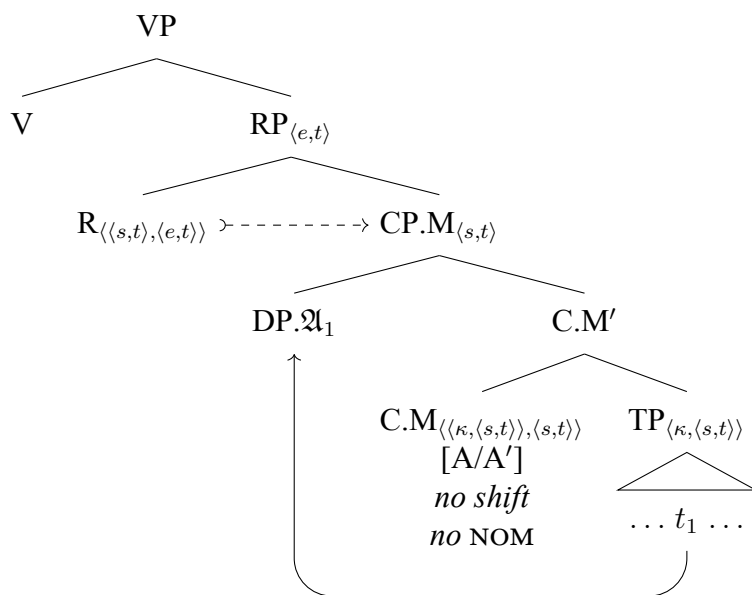 VP
V RP⟨e,t⟩
R⟨⟨s,t⟩,⟨e,t⟩⟩ CP.M⟨s,t⟩
DP.𝔄₁ C.M′
C.M⟨⟨κ,⟨s,t⟩⟩,⟨s,t⟩⟩ TP⟨κ,⟨s,t⟩⟩
[A/A′]
no shift
no NOM … t₁ …